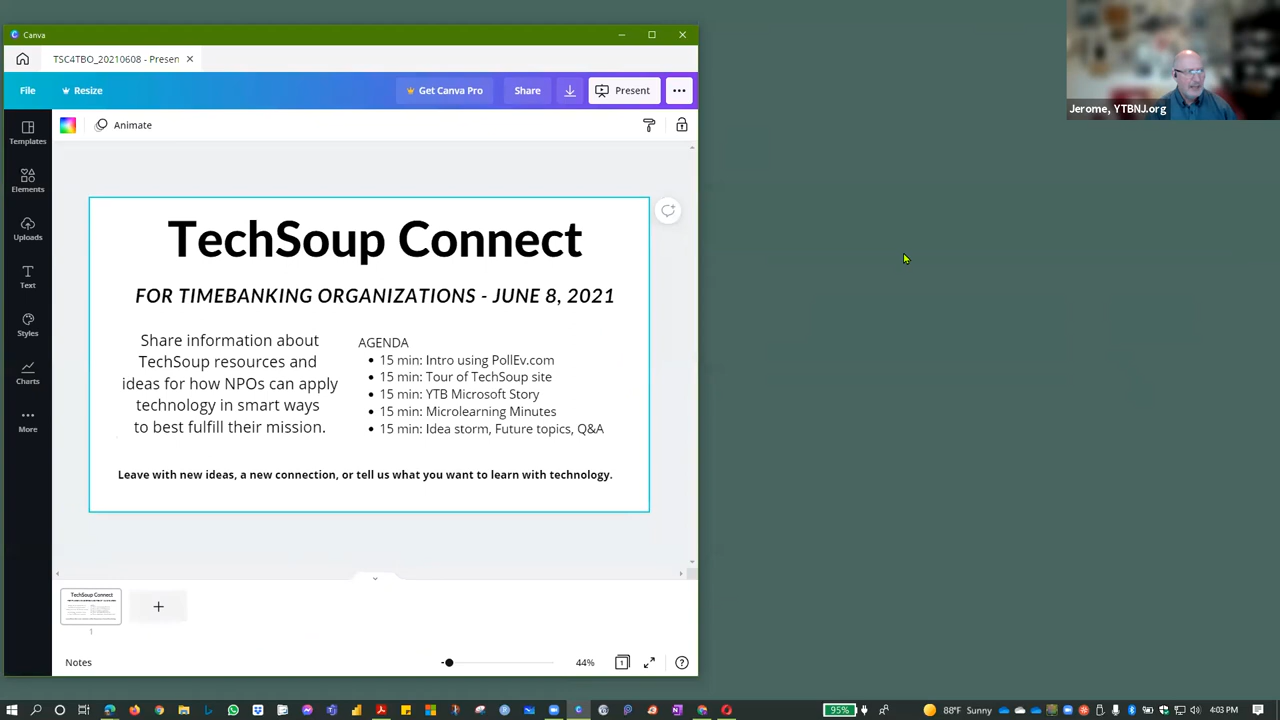 Canva
TSC4TBO_20210608 - Presen
File
Resize
Get Canva Pro
Share
Present
Animate
Templates
Elements
Uploads
Text
Styles
Charts
More
TechSoup Connect
FOR TIMEBANKING ORGANIZATIONS - JUNE 8, 2021
Share information about
TechSoup resources and
ideas for how NPOs can apply
technology in smart ways
to best fulfill their mission.
AGENDA
15 min: Intro using PollEv.com
15 min: Tour of TechSoup site
15 min: YTB Microsoft Story
15 min: Microlearning Minutes
15 min: Idea storm, Future topics, Q&A
Leave with new ideas, a new connection, or tell us what you want to learn with technology.
TechSoup Connect
1
Notes
44%
1
Jerome, YTBNJ.org
95%
88°F Sunny
4:03 PM